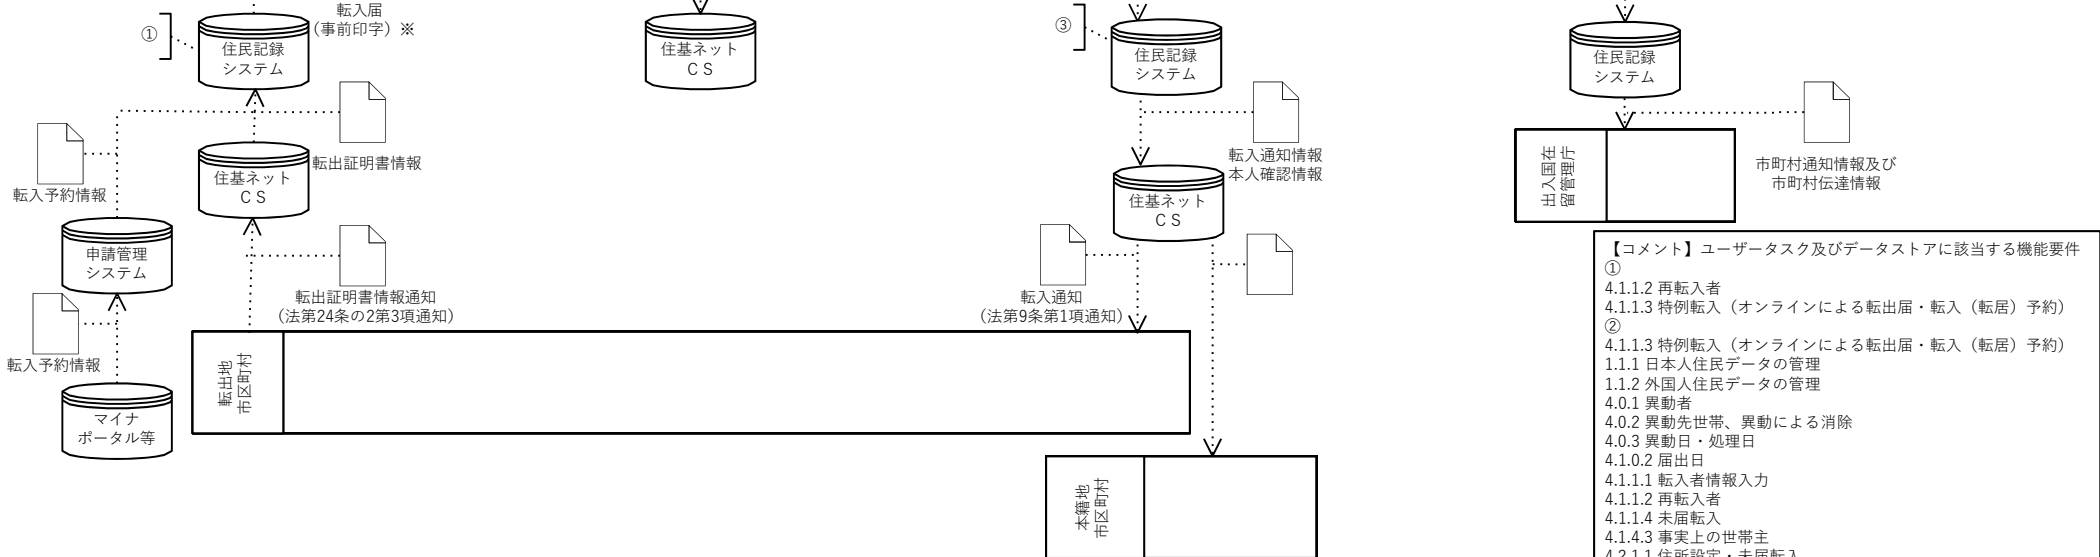 ①
転入届
（事前印字）※
住民記録
システム
住基ネット
ＣＳ
③
住民記録
システム
住民記録
システム
転入予約情報
転出証明書情報
住基ネット
ＣＳ
転入通知情報
本人確認情報
住基ネット
ＣＳ
出入国在
留管理庁
市町村通知情報及び
市町村伝達情報
申請管理
システム
転出証明書情報通知
（法第24条の2第3項通知）
転入通知
（法第9条第1項通知）
転入予約情報
マイナ
ポータル等
転出地
市区町村
本籍地
市区町村
【コメント】ユーザータスク及びデータストアに該当する機能要件
①
4.1.1.2 再転入者
4.1.1.3 特例転入（オンラインによる転出届・転入（転居）予約）
②
4.1.1.3 特例転入（オンラインによる転出届・転入（転居）予約）
1.1.1 日本人住民データの管理
1.1.2 外国人住民データの管理
4.0.1 異動者
4.0.2 異動先世帯、異動による消除
4.0.3 異動日・処理日
4.1.0.2 届出日
4.1.1.1 転入者情報入力
4.1.1.2 再転入者
4.1.1.4 未届転入
4.1.4.3 事実上の世帯主
4.2.1.1 住所設定・未届転入